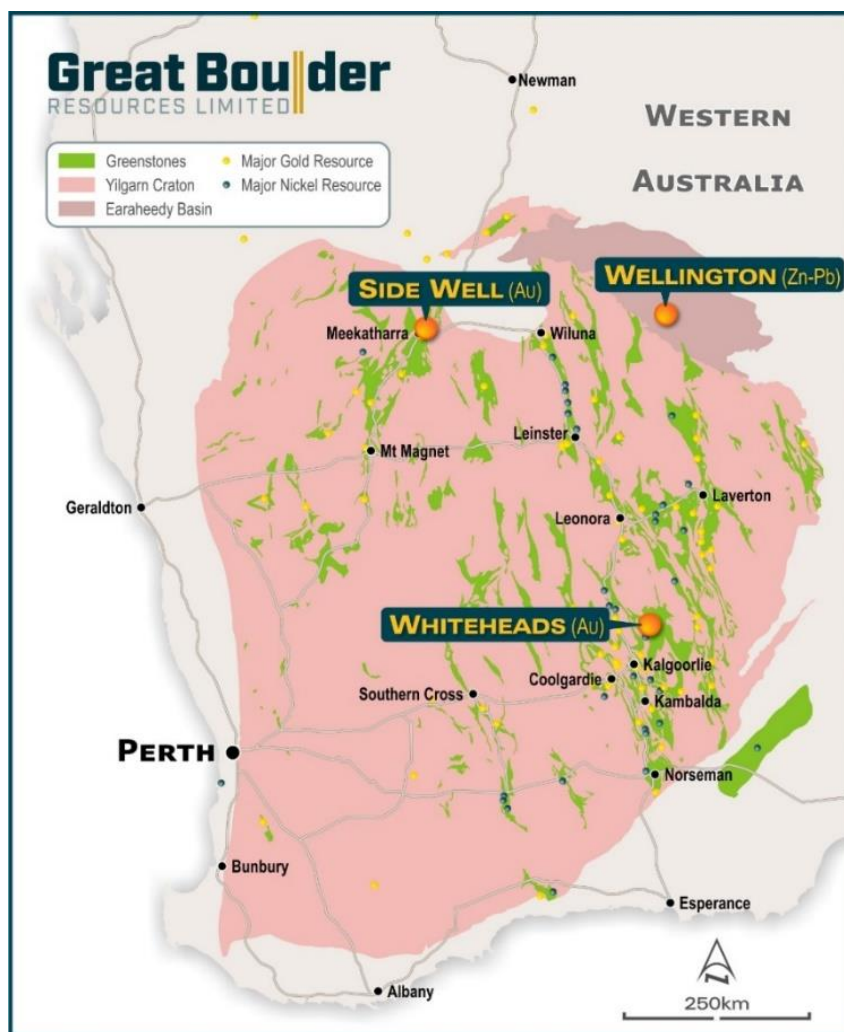 Great Boulder
RESOURCES LIMITED
Newman
WESTERN
AUSTRALIA
Greenstones
Major Gold Resource
Yilgarn Craton
Major Nickel Resource
Earaheedy Basin
SIDE WELL (Au)
WELLINGTON (Zn-Pb)
Meekatharra
Wiluna
Leinster
Mt Magnet
Geraldton
Laverton
Leonora
WHITEHEADS (Au)
Kalgoorlie
Coolgardie
Southern Cross
Kambalda
PERTH
Norseman
Bunbury
Esperance
Albany
N
250km